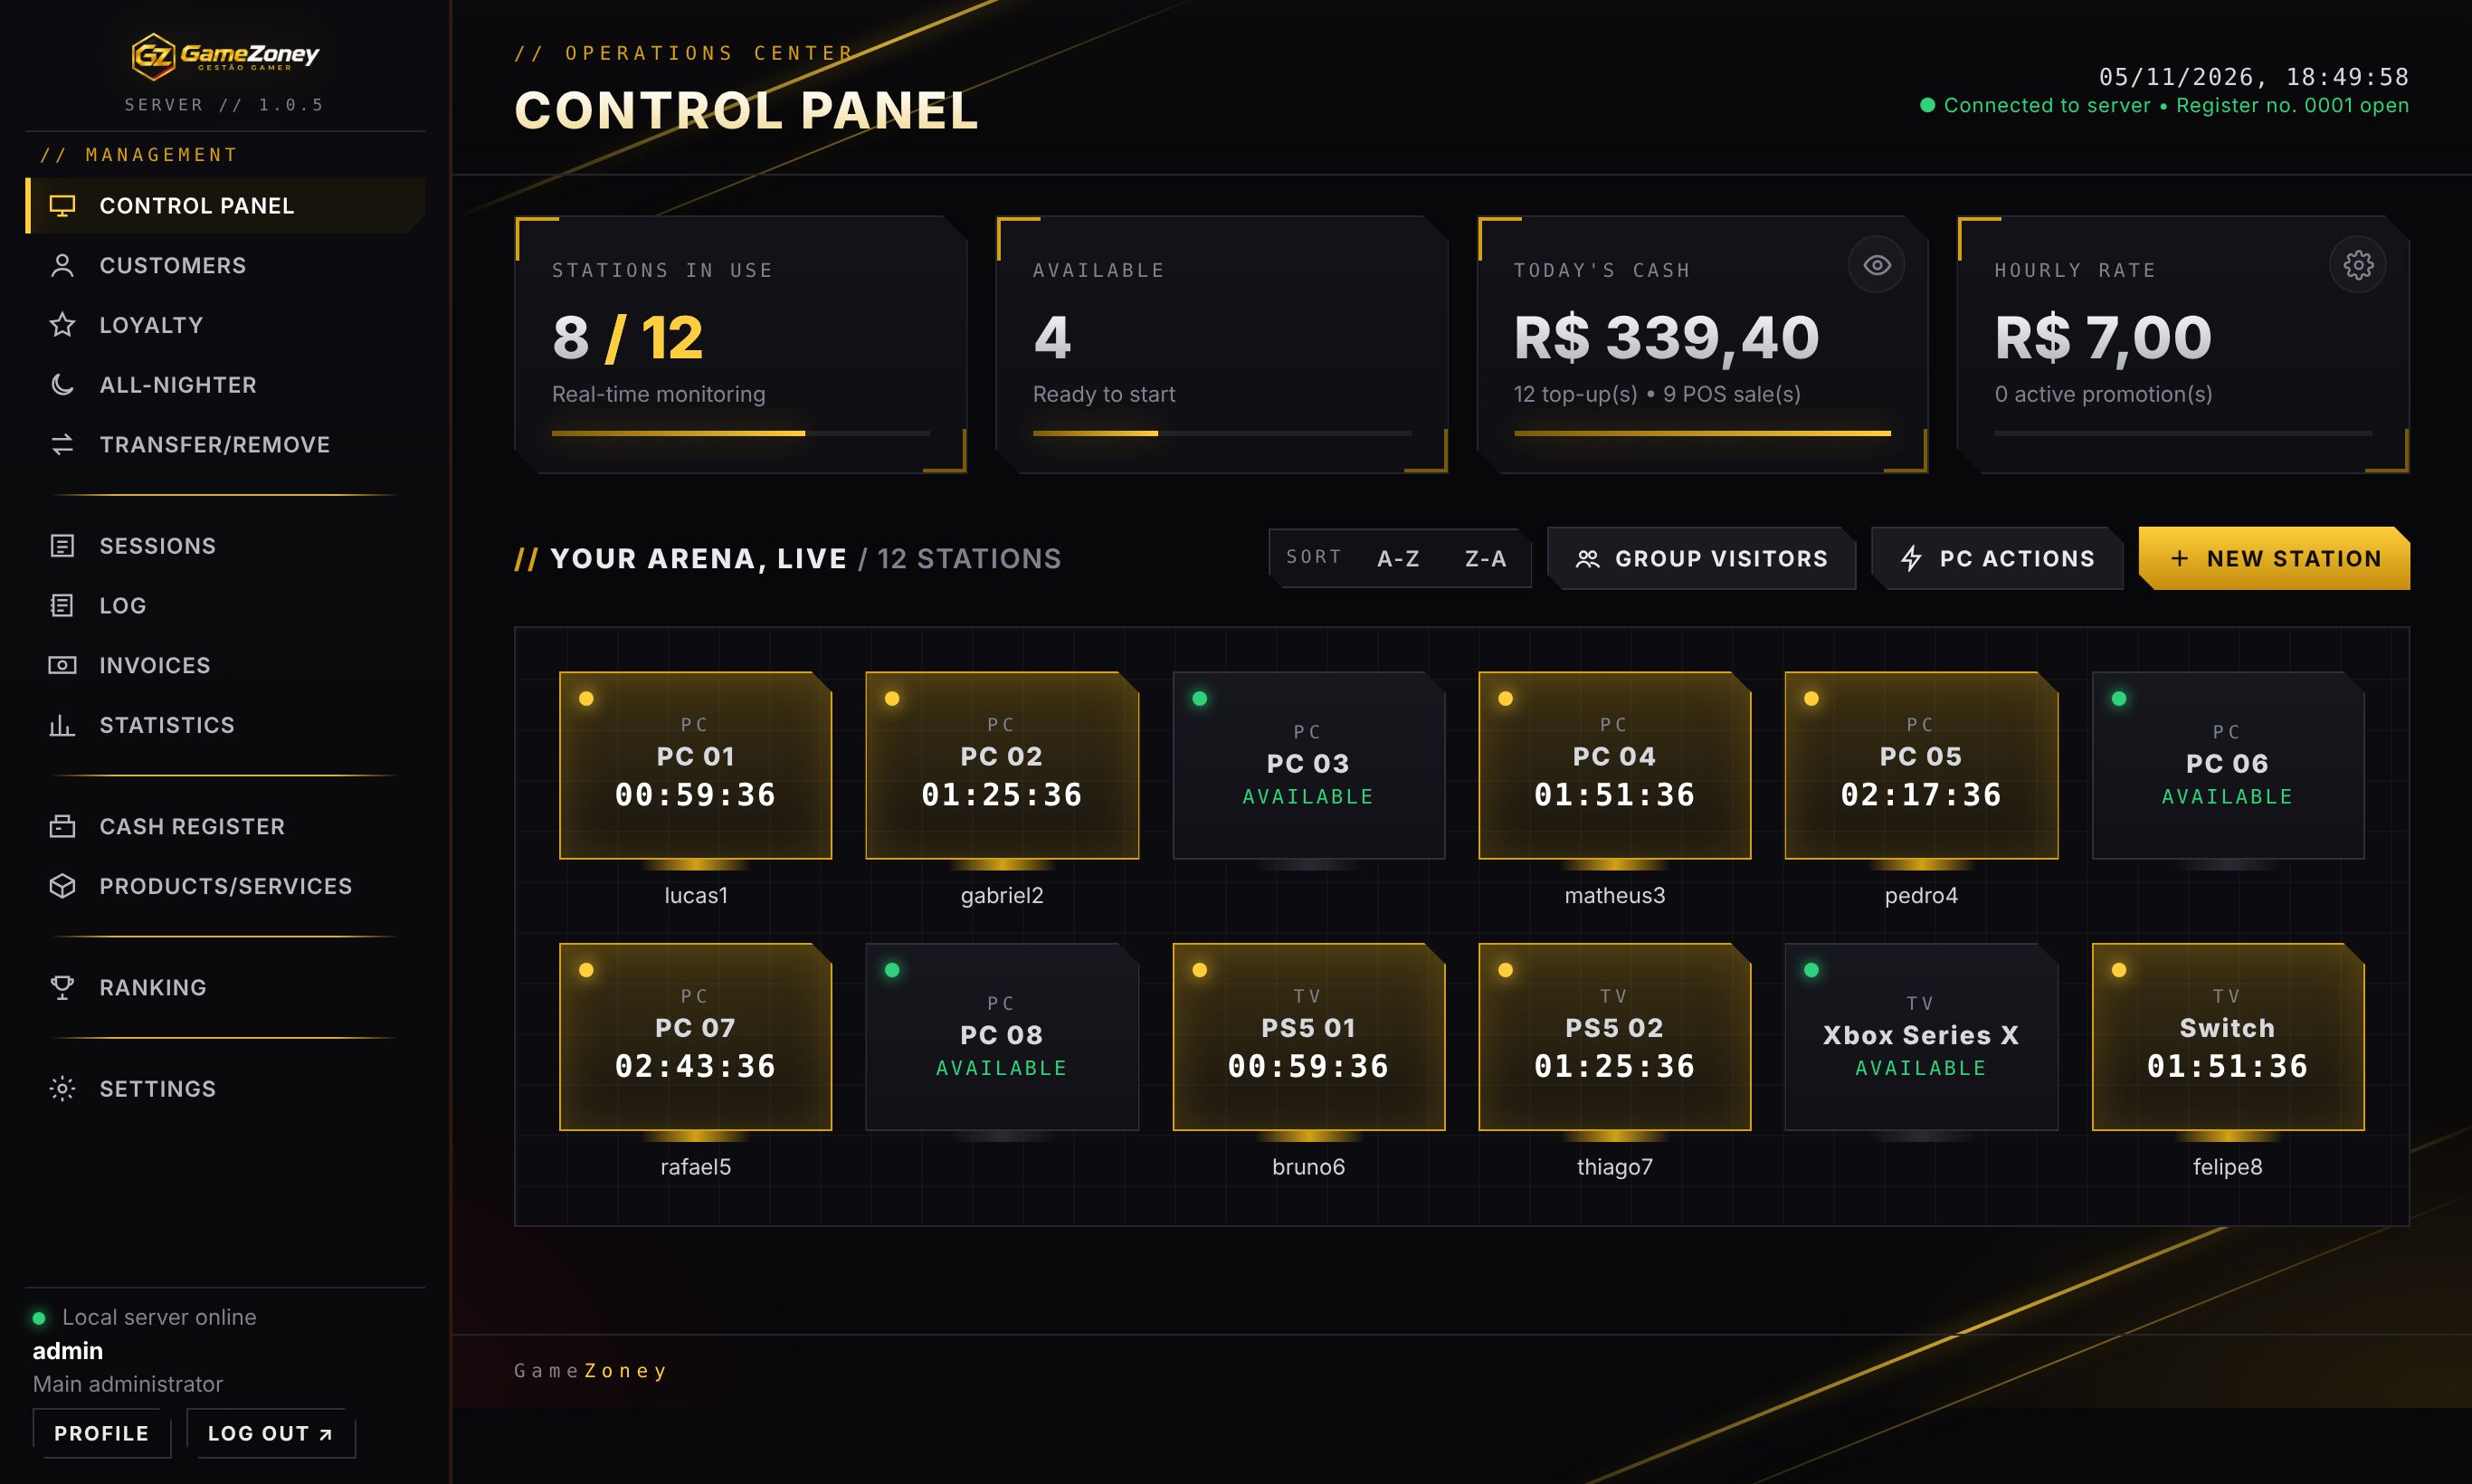 GZ GameZoney
GESTÃO GAMER
SERVER // 1.0.5
// MANAGEMENT
CONTROL PANEL
CUSTOMERS
LOYALTY
ALL-NIGHTER
TRANSFER/REMOVE
SESSIONS
LOG
INVOICES
STATISTICS
CASH REGISTER
PRODUCTS/SERVICES
RANKING
SETTINGS
Local server online
admin
Main administrator
PROFILE
LOG OUT ↗
// OPERATIONS CENTER
CONTROL PANEL
05/11/2026, 18:49:58
Connected to server • Register no. 0001 open
STATIONS IN USE
8 / 12
Real-time monitoring
AVAILABLE
4
Ready to start
TODAY'S CASH
R$ 339,40
12 top-up(s) • 9 POS sale(s)
HOURLY RATE
R$ 7,00
0 active promotion(s)
// YOUR ARENA, LIVE / 12 STATIONS
SORT A-Z Z-A
GROUP VISITORS
PC ACTIONS
+ NEW STATION
PC
PC 01
00:59:36
lucas1
PC
PC 02
01:25:36
gabriel2
PC
PC 03
AVAILABLE
PC
PC 04
01:51:36
matheus3
PC
PC 05
02:17:36
pedro4
PC
PC 06
AVAILABLE
PC
PC 07
02:43:36
rafael5
PC
PC 08
AVAILABLE
TV
PS5 01
00:59:36
bruno6
TV
PS5 02
01:25:36
thiago7
TV
Xbox Series X
AVAILABLE
TV
Switch
01:51:36
felipe8
GameZoney